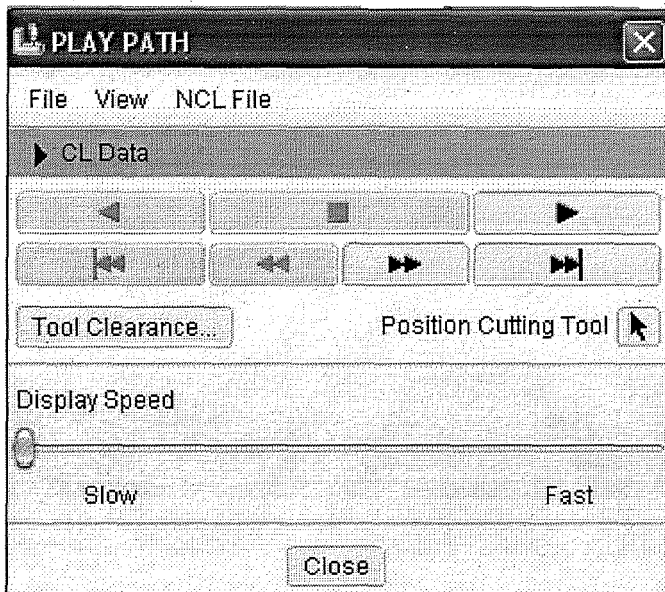 PLAY PATH
File View NCL File
CL Data
Tool Clearance... Position Cutting Tool
Display Speed
Slow Fast
Close